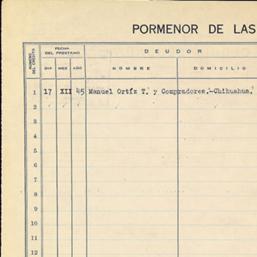 PORMENOR DE LAS
NUMERO DEL CREDITO
FECHA DEL PRESTAMO
DEUDOR
DIA MES AÑO NOMBRE DOMICILIO
1 17 XII 45 Manuel Ortíz T. y Compradores.-Chihuahua.
2
3
4
5
6
7
8
9
10
11
12